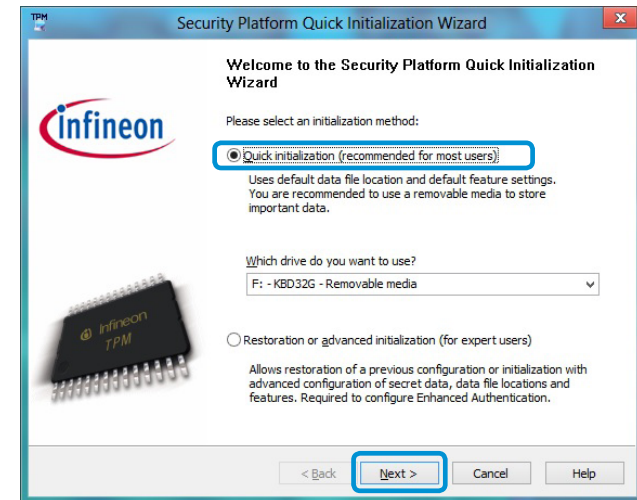 TPM
Security Platform Quick Initialization Wizard
X
Welcome to the Security Platform Quick Initialization
Wizard
infineon
Please select an initialization method:
Quick initialization (recommended for most users)
Uses default data file location and default feature settings.
You are recommended to use a removable media to store
important data.
Which drive do you want to use?
F: - KBD32G - Removable media
Infineon
TPM
Restoration or advanced initialization (for expert users)
Allows restoration of a previous configuration or initialization with
advanced configuration of secret data, data file locations and
features. Required to configure Enhanced Authentication.
< Back Next > Cancel Help